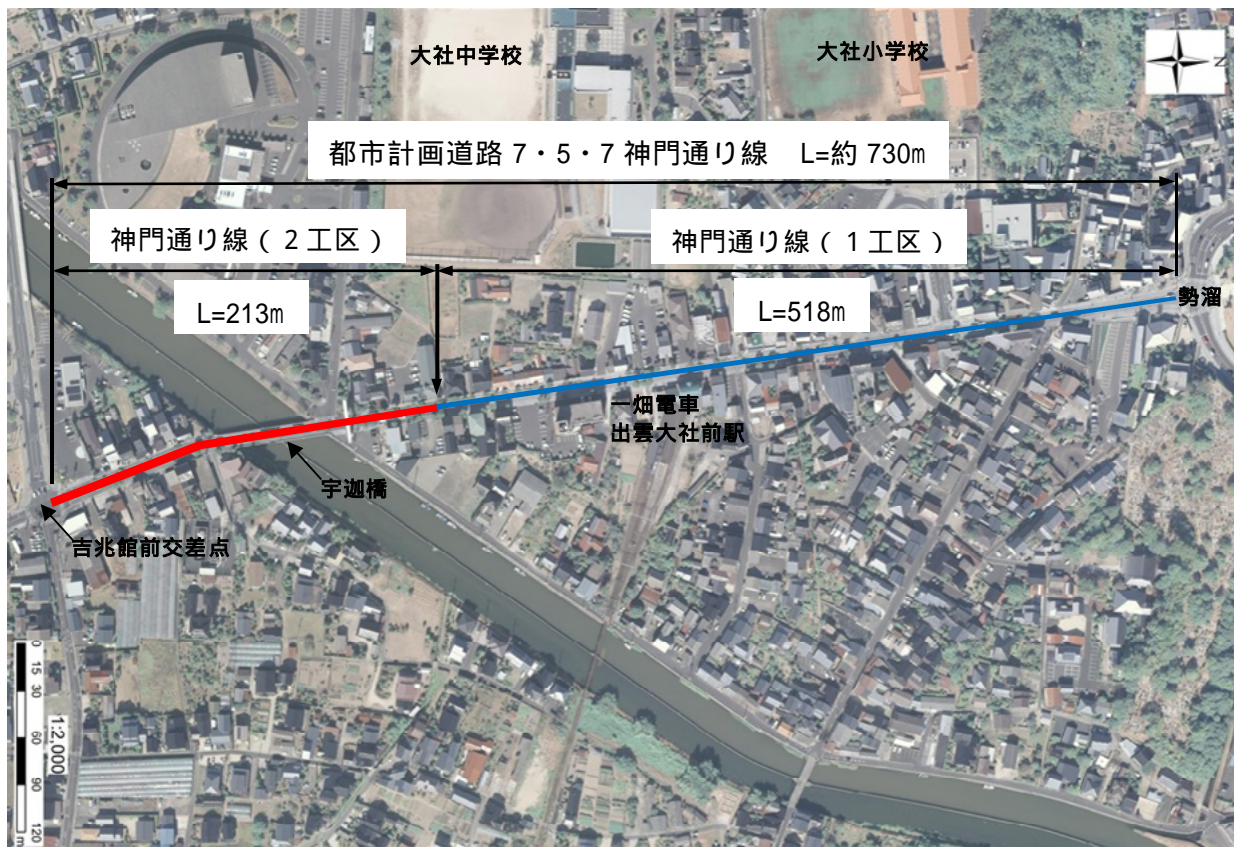 大社中学校
大社小学校
N
都市計画道路 7・5・7 神門通り線 L=約 730m
神門通り線(2工区)
神門通り線(1工区)
L=213m
L=518m
勢溜
一畑電車
出雲大社前駅
宇迦橋
吉兆館前交差点
0 15 30 60 90 120
m
1:2,000